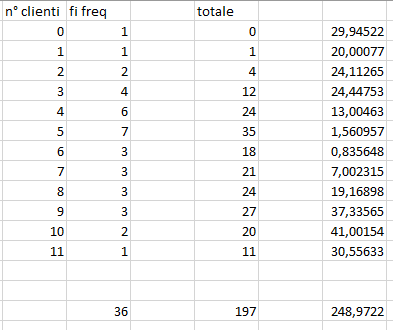 n° clienti fi freq totale
0 1 0 29,94522
1 1 1 20,00077
2 2 4 24,11265
3 4 12 24,44753
4 6 24 13,00463
5 7 35 1,560957
6 3 18 0,835648
7 3 21 7,002315
8 3 24 19,16898
9 3 27 37,33565
10 2 20 41,00154
11 1 11 30,55633
36 197 248,9722